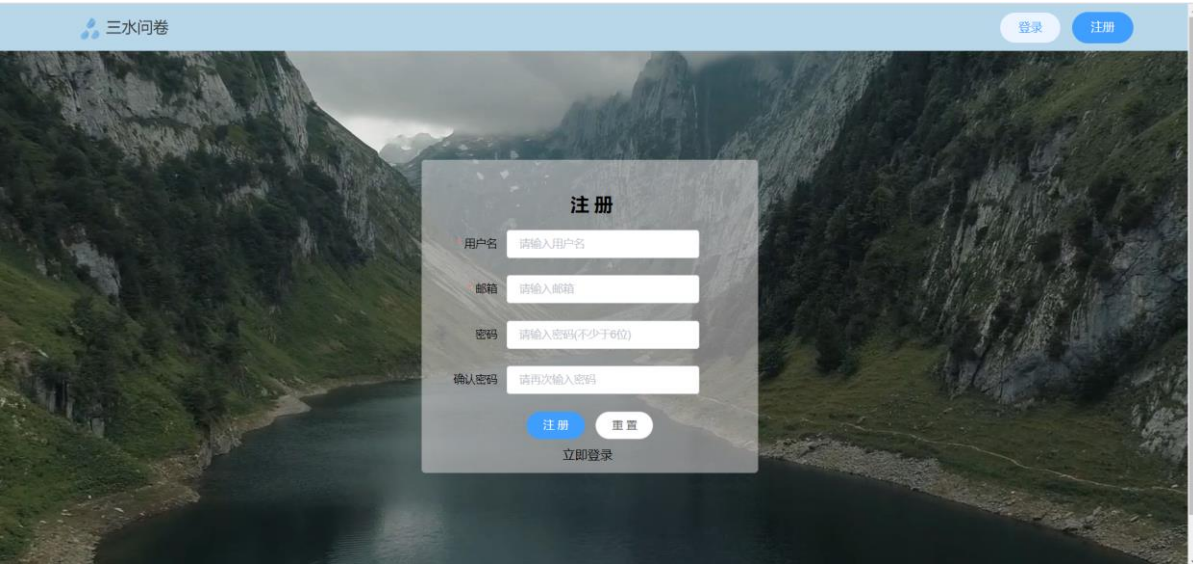 三水问卷
登录
注册
注 册
* 用户名 请输入用户名
* 邮箱 请输入邮箱
密码 请输入密码(不少于6位)
确认密码 请再次输入密码
注 册 重 置
立即登录